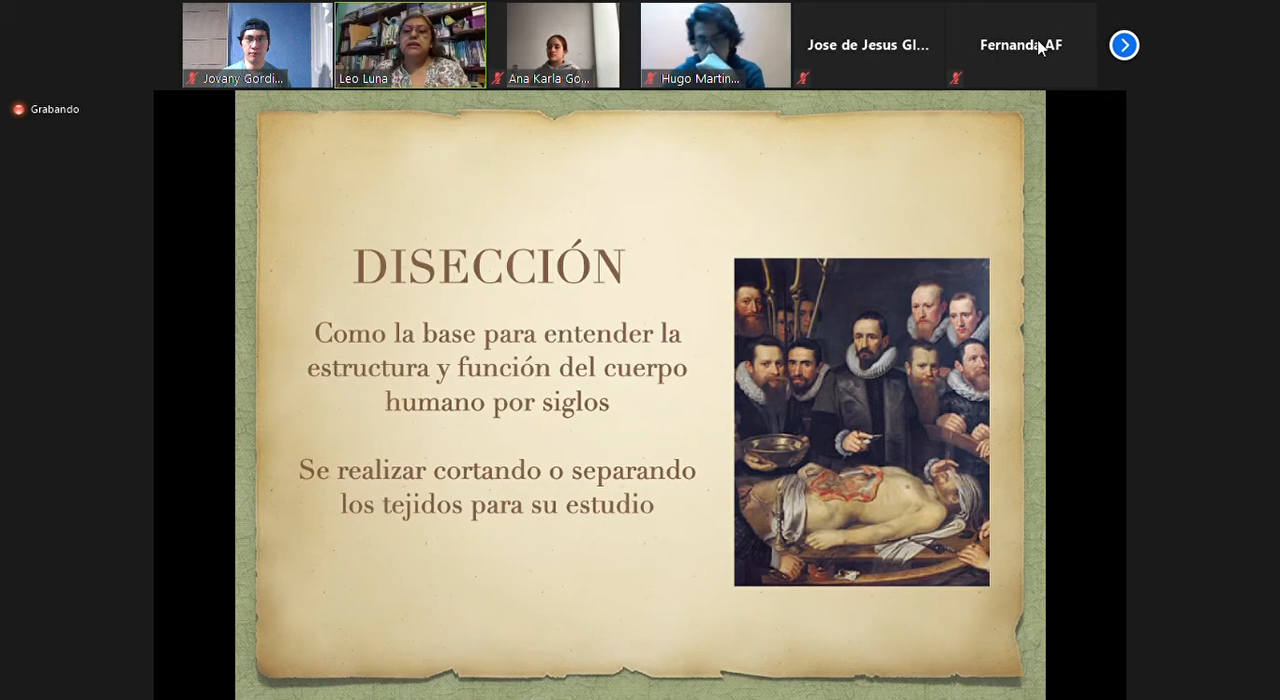 Jovany Gordi...
Leo Luna
Ana Karla Go...
Hugo Martin...
Jose de Jesus Gl...
Fernanda AF
Grabando
DISECCIÓN
Como la base para entender la
estructura y función del cuerpo
humano por siglos
Se realizar cortando o separando
los tejidos para su estudio